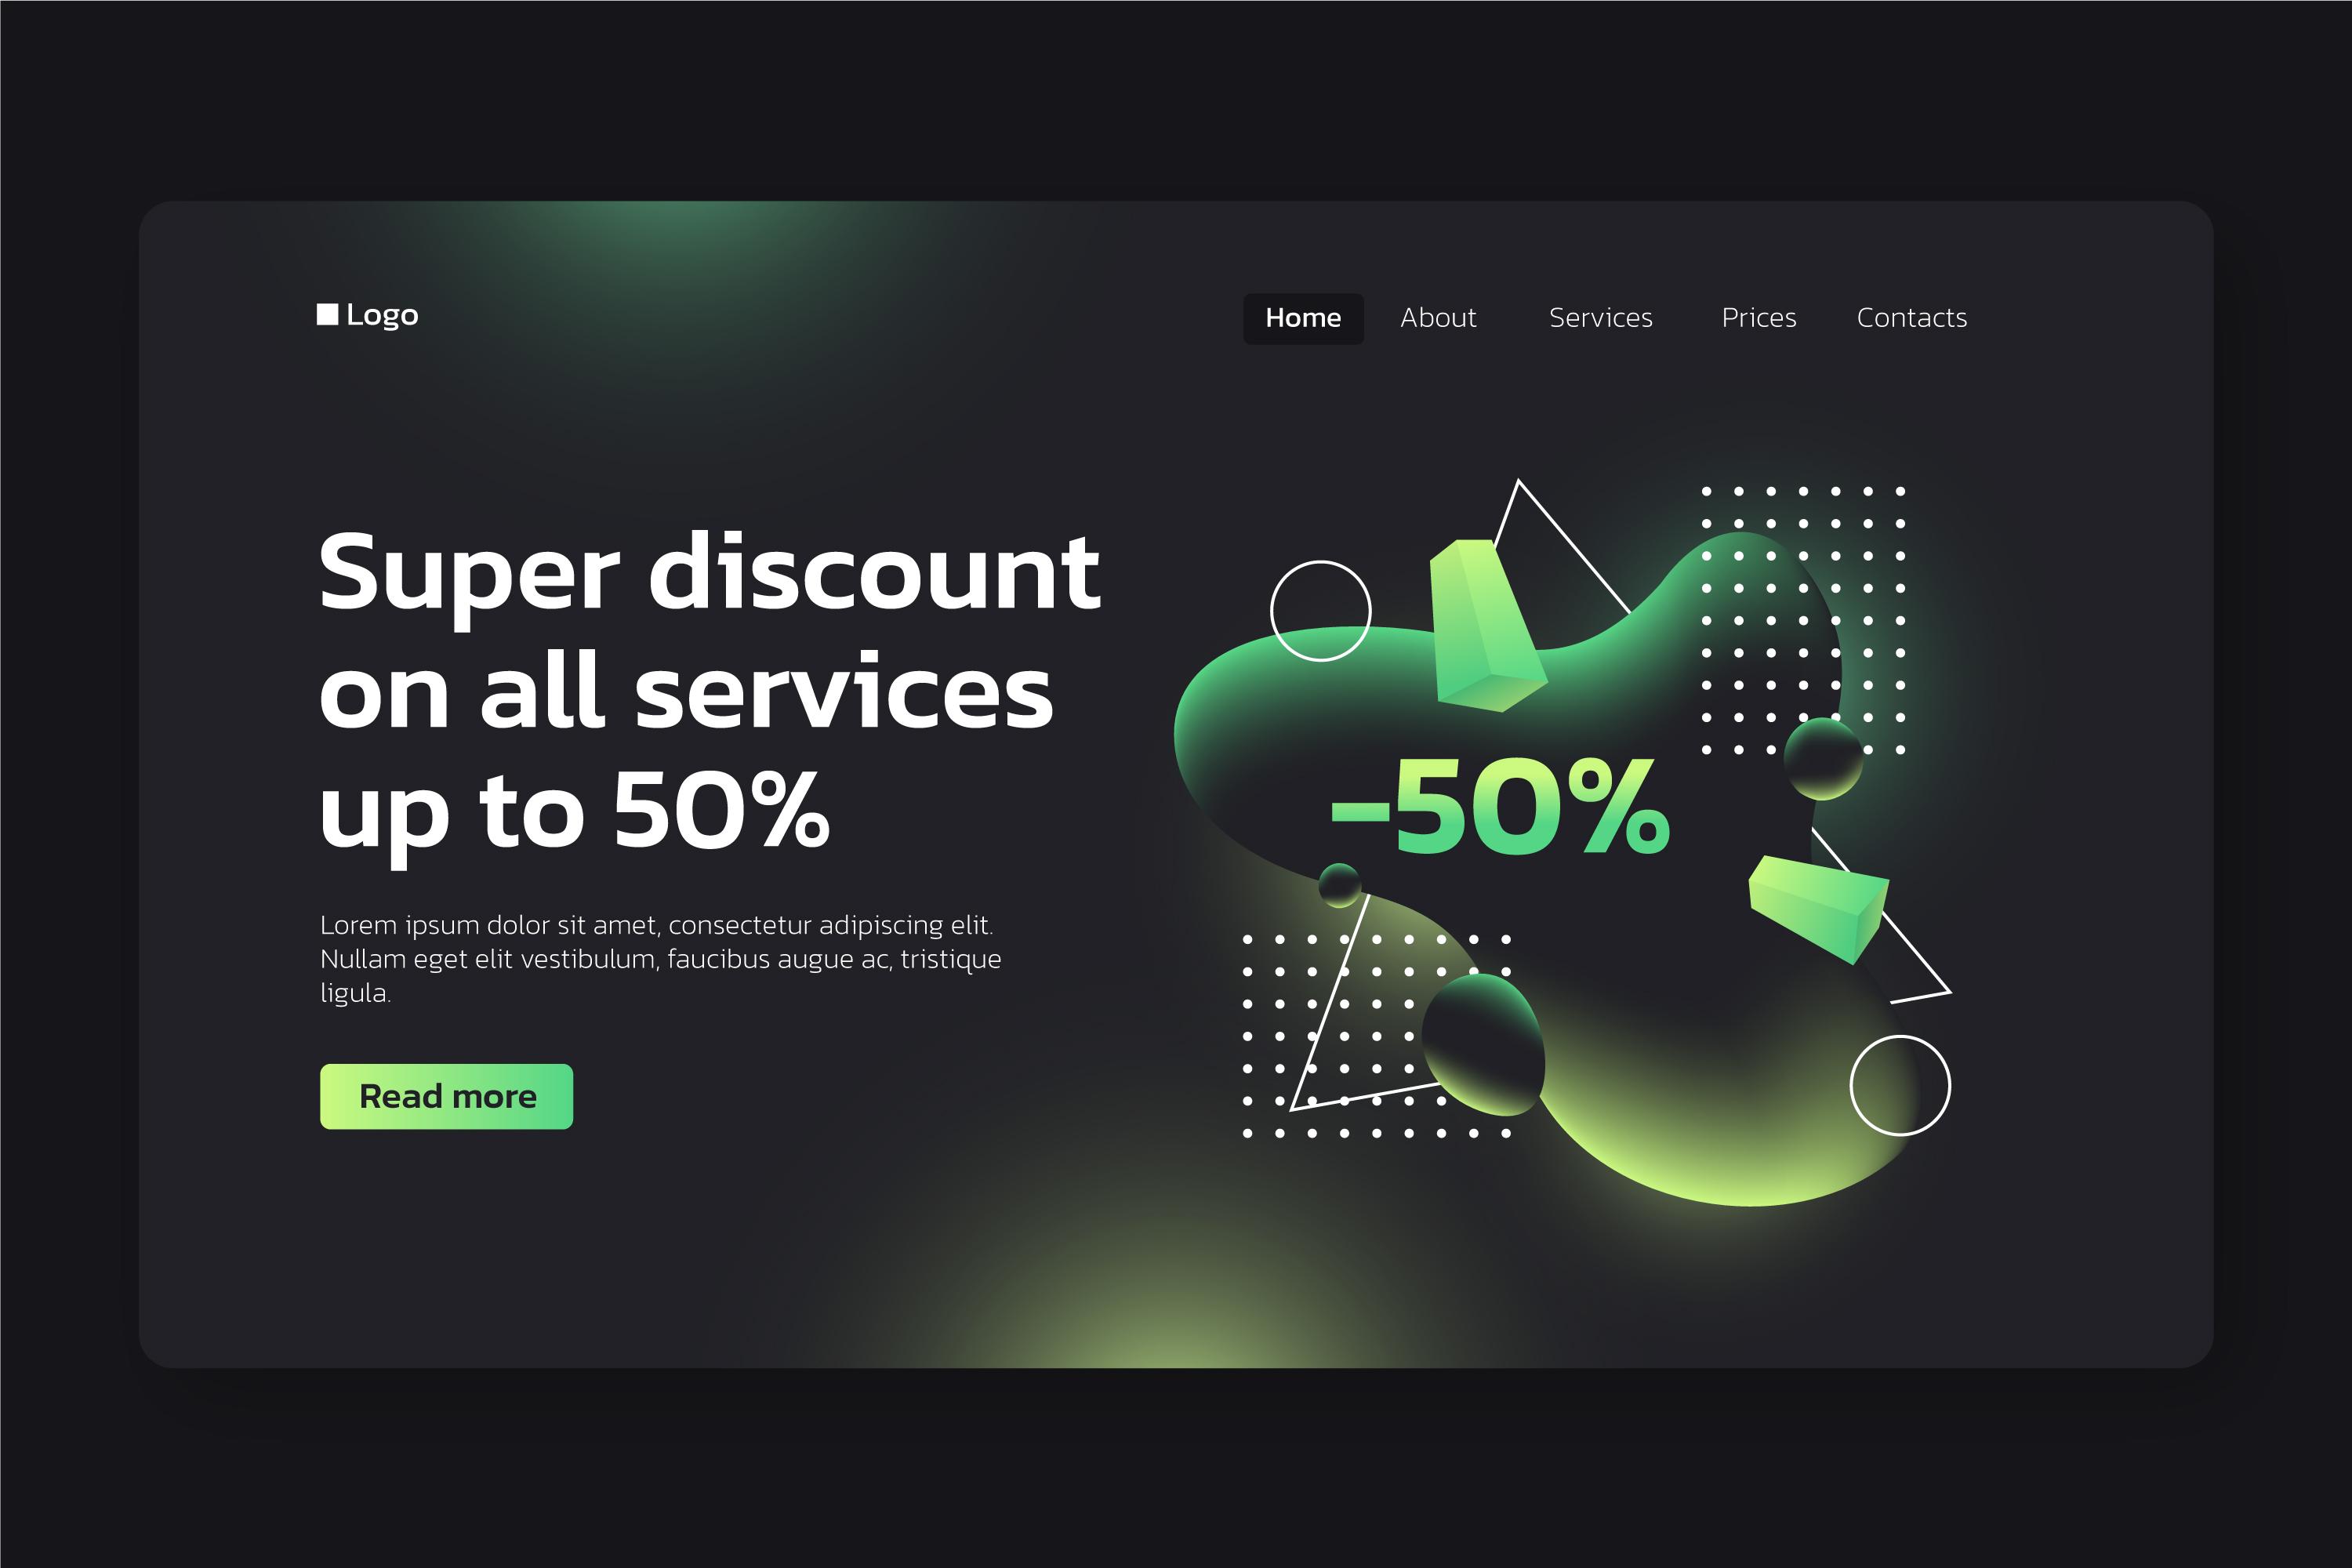 Logo
Home About Services Prices Contacts
Super discount
on all services
up to 50%
Lorem ipsum dolor sit amet, consectetur adipiscing elit.
Nullam eget elit vestibulum, faucibus augue ac, tristique
ligula.
Read more
-50%